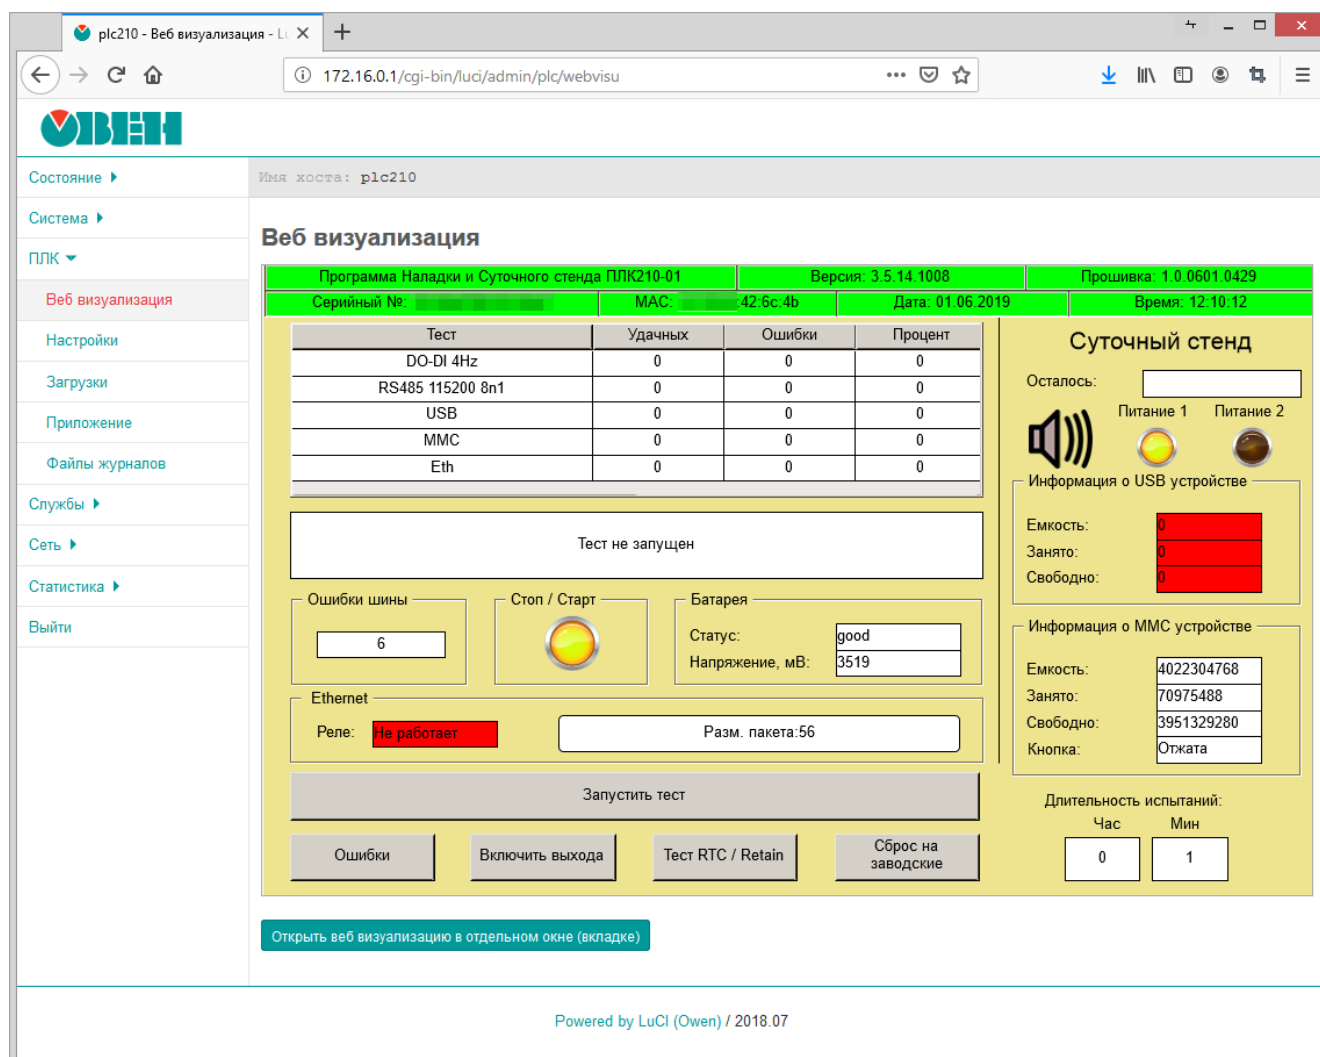 plc210 - Веб визуализация - Lu
172.16.0.1/cgi-bin/luci/admin/plc/webvisu
ОВЕН
Состояние
Имя хоста: plc210
Система
Веб визуализация
ПЛК
Веб визуализация
Настройки
Загрузки
Приложение
Файлы журналов
Службы
Сеть
Статистика
Выйти
Программа Наладки и Суточного стенда ПЛК210-01 Версия: 3.5.14.1008 Прошивка: 1.0.0601.0429
Серийный №: MAC: :42:6c:4b Дата: 01.06.2019 Время: 12:10:12
Тест Удачных Ошибки Процент
DO-DI 4Hz 0 0 0
RS485 115200 8n1 0 0 0
USB 0 0 0
MMC 0 0 0
Eth 0 0 0
Тест не запущен
Ошибки шины
6
Стоп / Старт
Батарея
Статус: good
Напряжение, мВ: 3519
Ethernet
Реле: Не работает
Разм. пакета:56
Запустить тест
Ошибки
Включить выхода
Тест RTC / Retain
Сброс на
заводские
Суточный стенд
Осталось:
Питание 1 Питание 2
Информация о USB устройстве
Емкость: 0
Занято: 0
Свободно: 0
Информация о MMC устройстве
Емкость: 4022304768
Занято: 70975488
Свободно: 3951329280
Кнопка: Отжата
Длительность испытаний:
Час Мин
0 1
Открыть веб визуализацию в отдельном окне (вкладке)
Powered by LuCI (Owen) / 2018.07